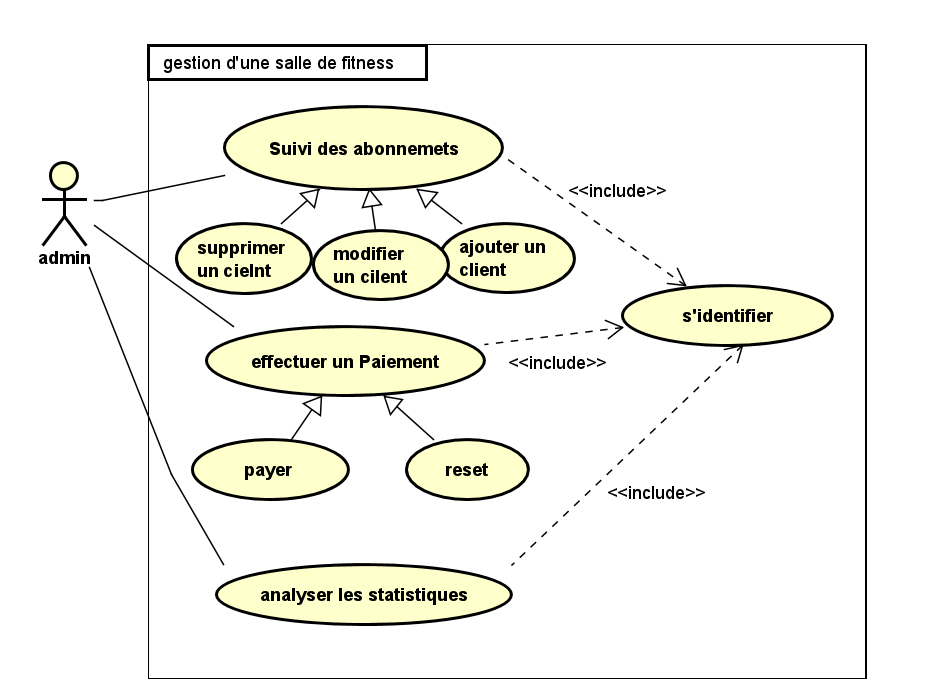 gestion d'une salle de fitness
Suivi des abonnemets
<<include>>
supprimer
un cielnt
modifier
un cilent
ajouter un
client
admin
s'identifier
effectuer un Paiement
<<include>>
payer
reset
<<include>>
analyser les statistiques